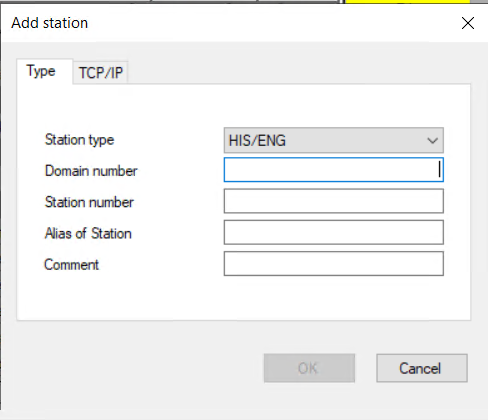 Add station
Type TCP/IP
Station type HIS/ENG
Domain number
Station number
Alias of Station
Comment
OK Cancel